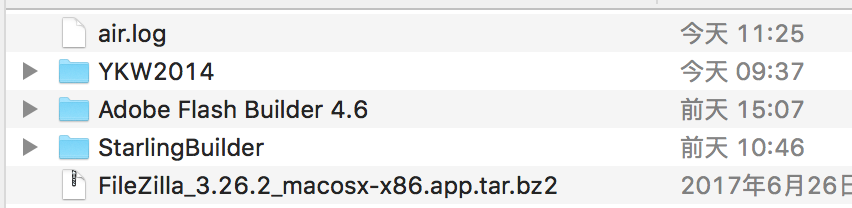 air.log 今天 11:25
YKW2014 今天 09:37
Adobe Flash Builder 4.6 前天 15:07
StarlingBuilder 前天 10:46
FileZilla_3.26.2_macosx-x86.app.tar.bz2 2017年6月26日